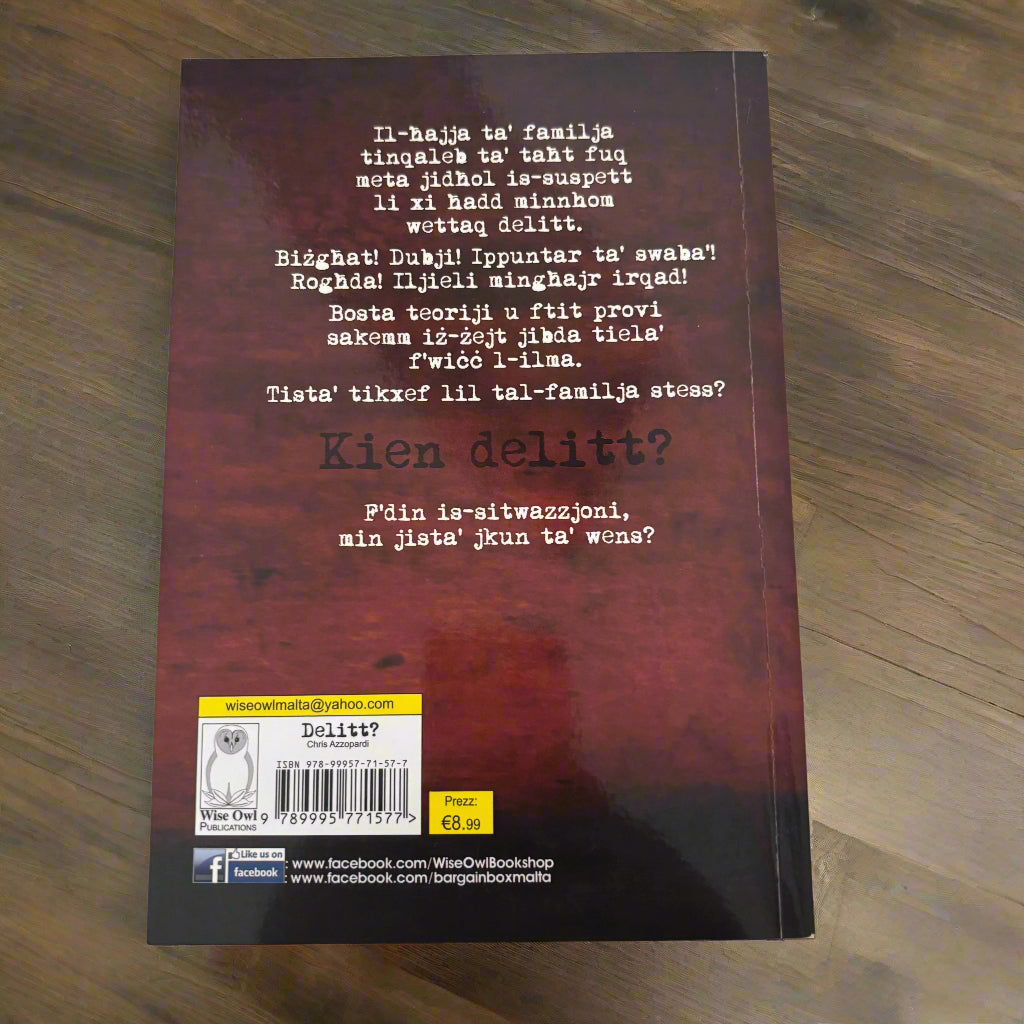 Il-ħajja ta' familja
tinqaleb ta' taħt fuq
meta jidħol is-suspett
li xi ħadd minnhom
wettaq delitt.
Biżgħat! Dubji! Ippuntar ta' swaba'!
Rogħda! Iljieli mingħajr irqad!
Bosta teoriji u ftit provi
sakemm iż-żejt jibda tiela'
f'wiċċ l-ilma.
Tista' tikxef lil tal-familja stess?
Kien delitt?
F'din is-sitwazzjoni,
min jista' jkun ta' wens?
wiseowlmalta@yahoo.com
Delitt?
Chris Azzopardi
ISBN 978-99957-71-57-7
Wise Owl
PUBLICATIONS
9 789995 771577 >
Prezz:
€8.99
f Like us on
facebook
: www.facebook.com/WiseOwlBookshop
: www.facebook.com/bargainboxmalta